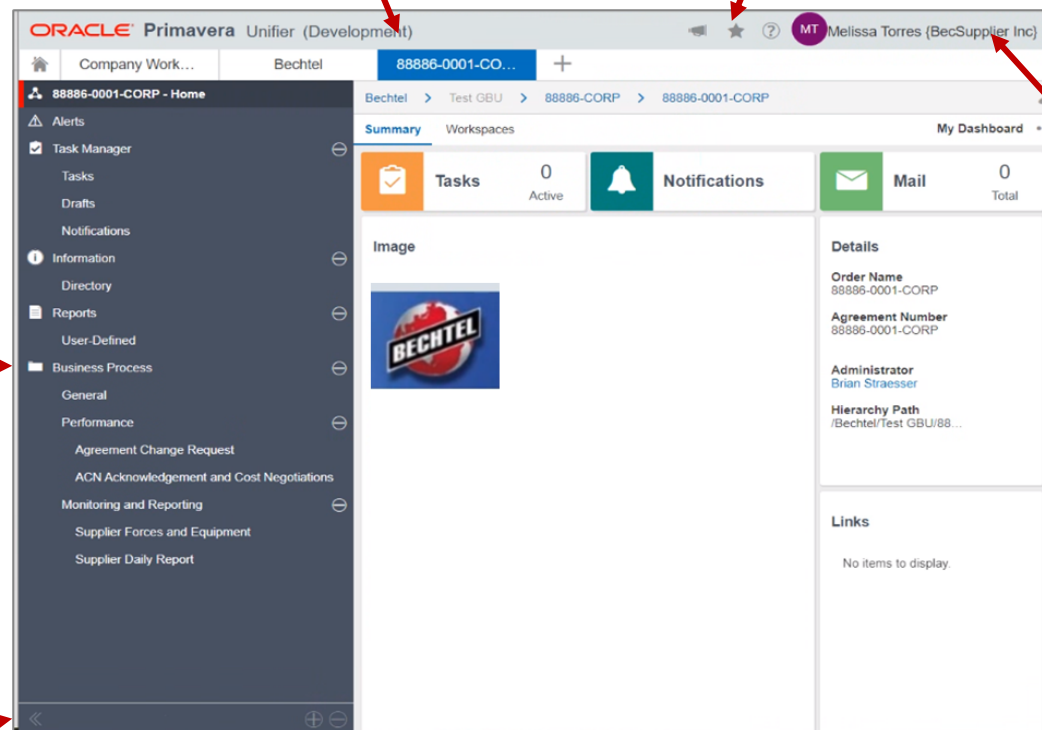 ORACLE Primavera Unifier (Development)
? MT Melissa Torres {BecSupplier Inc}
Company Work... Bechtel 88886-0001-CO... +
88886-0001-CORP - Home
Alerts
Task Manager
Tasks
Drafts
Notifications
Information
Directory
Reports
User-Defined
Business Process
General
Performance
Agreement Change Request
ACN Acknowledgement and Cost Negotiations
Monitoring and Reporting
Supplier Forces and Equipment
Supplier Daily Report
Bechtel > Test GBU > 88886-CORP > 88886-0001-CORP
Summary Workspaces My Dashboard
Tasks 0 Active
Notifications
Mail 0 Total
Image
BECHTEL
Details
Order Name
88886-0001-CORP
Agreement Number
88886-0001-CORP
Administrator
Brian Straesser
Hierarchy Path
/Bechtel/Test GBU/88...
Links
No items to display.